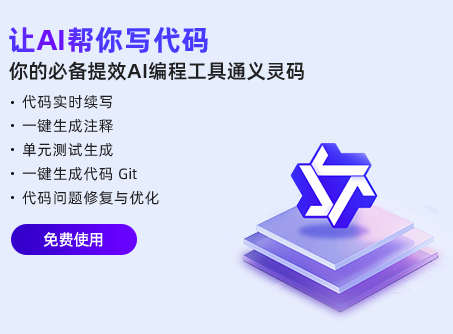 让AI帮你写代码
你的必备提效AI编程工具通义灵码
• 代码实时续写
• 一键生成注释
• 单元测试生成
• 一键生成代码 Git
• 代码问题修复与优化
免费使用